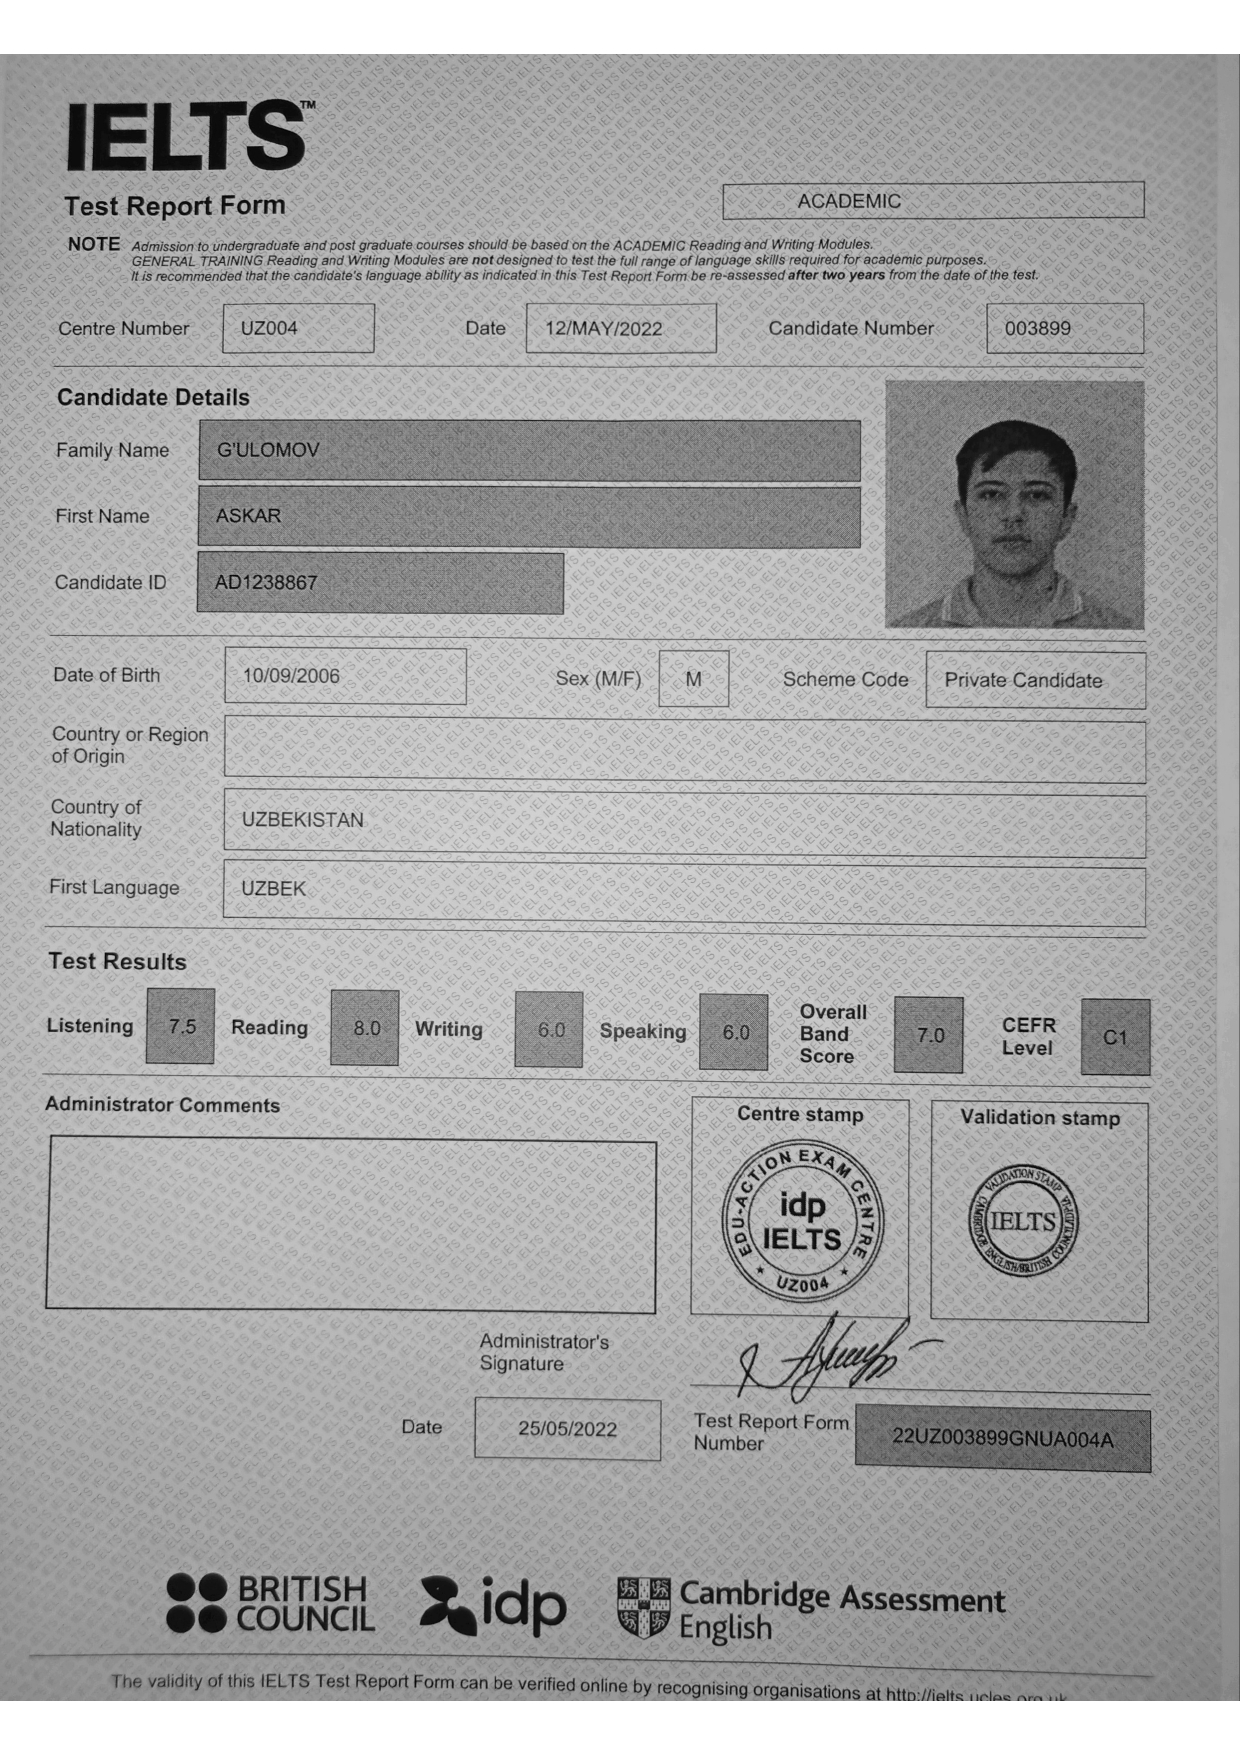 IELTS™
Test Report Form
ACADEMIC
NOTE Admission to undergraduate and post graduate courses should be based on the ACADEMIC Reading and Writing Modules.
GENERAL TRAINING Reading and Writing Modules are not designed to test the full range of language skills required for academic purposes.
It is recommended that the candidate's language ability as indicated in this Test Report Form be re-assessed after two years from the date of the test.
Centre Number UZ004 Date 12/MAY/2022 Candidate Number 003899
Candidate Details
Family Name G'ULOMOV
First Name ASKAR
Candidate ID AD1238867
Date of Birth 10/09/2006 Sex (M/F) M Scheme Code Private Candidate
Country or Region
of Origin
Country of
Nationality
UZBEKISTAN
First Language UZBEK
Test Results
Listening 7.5 Reading 8.0 Writing 6.0 Speaking 6.0 Overall Band Score 7.0 CEFR Level C1
Administrator Comments
Centre stamp
EDU-ACTION EXAM CENTRE
idp
IELTS
UZ004
Validation stamp
VALIDATION STAMP
IELTS
CAMBRIDGE ENGLISH/BRITISH COUNCIL/IDP:IA
Administrator's
Signature
Date 25/05/2022
Test Report Form
Number
22UZ003899GNUA004A
BRITISH
COUNCIL
idp
Cambridge Assessment
English
The validity of this IELTS Test Report Form can be verified online by recognising organisations at http://ielts.ucles.org.uk